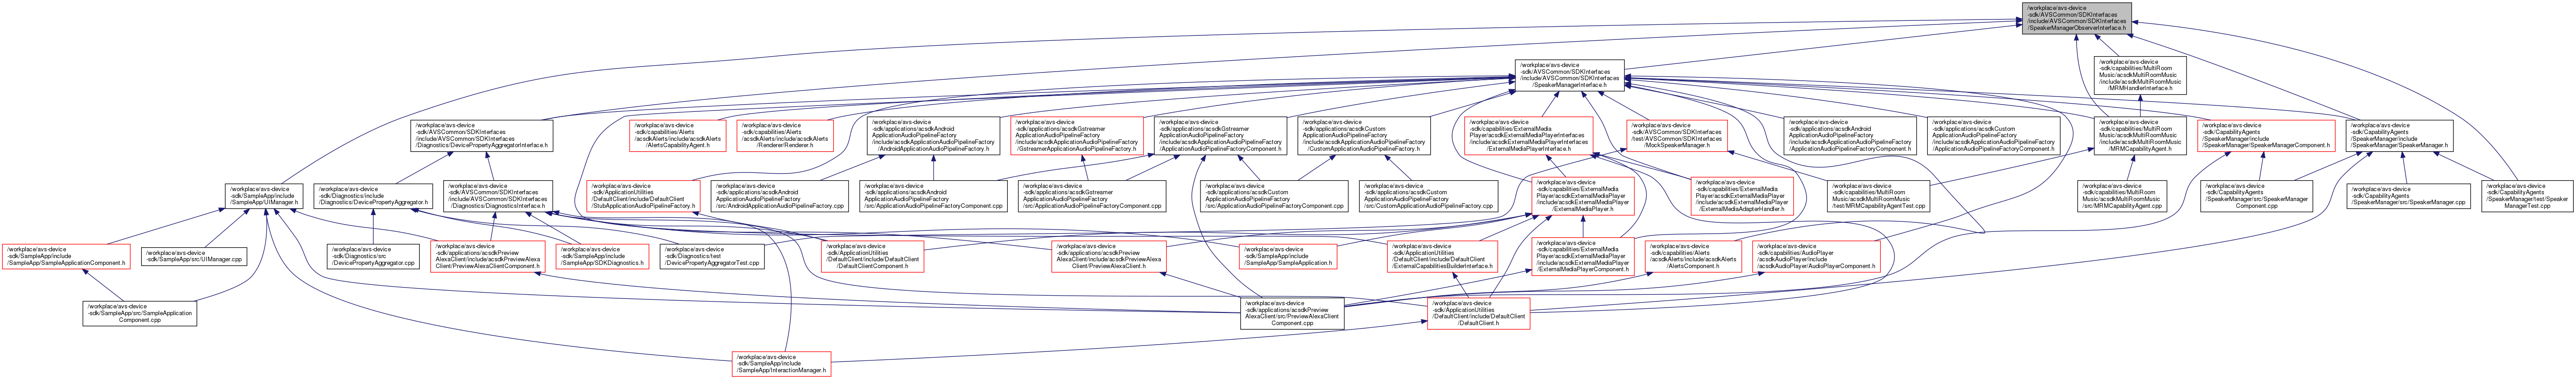 /workplace/avs-device
-sdk/AVSCommon/SDKInterfaces
/include/AVSCommon/SDKInterfaces
/SpeakerManagerObserverInterface.h
/workplace/avs-device
-sdk/AVSCommon/SDKInterfaces
/include/AVSCommon/SDKInterfaces
/SpeakerManagerInterface.h
/workplace/avs-device
-sdk/capabilities/MultiRoom
Music/acsdkMultiRoomMusic
/include/acsdkMultiRoomMusic
/MRMHandlerInterface.h
/workplace/avs-device
-sdk/AVSCommon/SDKInterfaces
/include/AVSCommon/SDKInterfaces
/Diagnostics/DevicePropertyAggregatorInterface.h
/workplace/avs-device
-sdk/capabilities/Alerts
/acsdkAlerts/include/acsdkAlerts
/AlertsCapabilityAgent.h
/workplace/avs-device
-sdk/capabilities/Alerts
/acsdkAlerts/include/acsdkAlerts
/Renderer/Renderer.h
/workplace/avs-device
-sdk/applications/acsdkAndroid
ApplicationAudioPipelineFactory
/include/acsdkApplicationAudioPipelineFactory
/AndroidApplicationAudioPipelineFactory.h
/workplace/avs-device
-sdk/applications/acsdkGstreamer
ApplicationAudioPipelineFactory
/include/acsdkApplicationAudioPipelineFactory
/GstreamerApplicationAudioPipelineFactory.h
/workplace/avs-device
-sdk/applications/acsdkGstreamer
ApplicationAudioPipelineFactory
/include/acsdkApplicationAudioPipelineFactory
/ApplicationAudioPipelineFactoryComponent.h
/workplace/avs-device
-sdk/applications/acsdkCustom
ApplicationAudioPipelineFactory
/include/acsdkApplicationAudioPipelineFactory
/CustomApplicationAudioPipelineFactory.h
/workplace/avs-device
-sdk/capabilities/ExternalMedia
Player/acsdkExternalMediaPlayerInterfaces
/include/acsdkExternalMediaPlayerInterfaces
/ExternalMediaPlayerInterface.h
/workplace/avs-device
-sdk/AVSCommon/SDKInterfaces
/test/AVSCommon/SDKInterfaces
/MockSpeakerManager.h
/workplace/avs-device
-sdk/applications/acsdkAndroid
ApplicationAudioPipelineFactory
/include/acsdkApplicationAudioPipelineFactory
/ApplicationAudioPipelineFactoryComponent.h
/workplace/avs-device
-sdk/applications/acsdkCustom
ApplicationAudioPipelineFactory
/include/acsdkApplicationAudioPipelineFactory
/ApplicationAudioPipelineFactoryComponent.h
/workplace/avs-device
-sdk/capabilities/MultiRoom
Music/acsdkMultiRoomMusic
/include/acsdkMultiRoomMusic
/MRMCapabilityAgent.h
/workplace/avs-device
-sdk/CapabilityAgents
/SpeakerManager/include
/SpeakerManager/SpeakerManagerComponent.h
/workplace/avs-device
-sdk/CapabilityAgents
/SpeakerManager/include
/SpeakerManager/SpeakerManager.h
/workplace/avs-device
-sdk/SampleApp/include
/SampleApp/UIManager.h
/workplace/avs-device
-sdk/Diagnostics/include
/Diagnostics/DevicePropertyAggregator.h
/workplace/avs-device
-sdk/AVSCommon/SDKInterfaces
/include/AVSCommon/SDKInterfaces
/Diagnostics/DiagnosticsInterface.h
/workplace/avs-device
-sdk/ApplicationUtilities
/DefaultClient/include/DefaultClient
/StubApplicationAudioPipelineFactory.h
/workplace/avs-device
-sdk/applications/acsdkAndroid
ApplicationAudioPipelineFactory
/src/AndroidApplicationAudioPipelineFactory.cpp
/workplace/avs-device
-sdk/applications/acsdkAndroid
ApplicationAudioPipelineFactory
/src/ApplicationAudioPipelineFactoryComponent.cpp
/workplace/avs-device
-sdk/applications/acsdkGstreamer
ApplicationAudioPipelineFactory
/src/ApplicationAudioPipelineFactoryComponent.cpp
/workplace/avs-device
-sdk/applications/acsdkCustom
ApplicationAudioPipelineFactory
/src/ApplicationAudioPipelineFactoryComponent.cpp
/workplace/avs-device
-sdk/applications/acsdkCustom
ApplicationAudioPipelineFactory
/src/CustomApplicationAudioPipelineFactory.cpp
/workplace/avs-device
-sdk/capabilities/ExternalMedia
Player/acsdkExternalMediaPlayer
/include/acsdkExternalMediaPlayer
/ExternalMediaPlayer.h
/workplace/avs-device
-sdk/capabilities/ExternalMedia
Player/acsdkExternalMediaPlayer
/include/acsdkExternalMediaPlayer
/ExternalMediaAdapterHandler.h
/workplace/avs-device
-sdk/capabilities/MultiRoom
Music/acsdkMultiRoomMusic
/test/MRMCapabilityAgentTest.cpp
/workplace/avs-device
-sdk/capabilities/MultiRoom
Music/acsdkMultiRoomMusic
/src/MRMCapabilityAgent.cpp
/workplace/avs-device
-sdk/CapabilityAgents
/SpeakerManager/src/SpeakerManager
Component.cpp
/workplace/avs-device
-sdk/CapabilityAgents
/SpeakerManager/src/SpeakerManager.cpp
/workplace/avs-device
-sdk/CapabilityAgents
/SpeakerManager/test/Speaker
ManagerTest.cpp
/workplace/avs-device
-sdk/SampleApp/include
/SampleApp/SampleApplicationComponent.h
/workplace/avs-device
-sdk/SampleApp/src/UIManager.cpp
/workplace/avs-device
-sdk/Diagnostics/src
/DevicePropertyAggregator.cpp
/workplace/avs-device
-sdk/applications/acsdkPreview
AlexaClient/include/acsdkPreviewAlexa
Client/PreviewAlexaClientComponent.h
/workplace/avs-device
-sdk/SampleApp/include
/SampleApp/SDKDiagnostics.h
/workplace/avs-device
-sdk/Diagnostics/test
/DevicePropertyAggregatorTest.cpp
/workplace/avs-device
-sdk/ApplicationUtilities
/DefaultClient/include/DefaultClient
/DefaultClientComponent.h
/workplace/avs-device
-sdk/applications/acsdkPreview
AlexaClient/include/acsdkPreviewAlexa
Client/PreviewAlexaClient.h
/workplace/avs-device
-sdk/SampleApp/include
/SampleApp/SampleApplication.h
/workplace/avs-device
-sdk/ApplicationUtilities
/DefaultClient/include/DefaultClient
/ExternalCapabilitiesBuilderInterface.h
/workplace/avs-device
-sdk/capabilities/ExternalMedia
Player/acsdkExternalMediaPlayer
/include/acsdkExternalMediaPlayer
/ExternalMediaPlayerComponent.h
/workplace/avs-device
-sdk/capabilities/Alerts
/acsdkAlerts/include/acsdkAlerts
/AlertsComponent.h
/workplace/avs-device
-sdk/capabilities/AudioPlayer
/acsdkAudioPlayer/include
/acsdkAudioPlayer/AudioPlayerComponent.h
/workplace/avs-device
-sdk/SampleApp/src/SampleApplication
Component.cpp
/workplace/avs-device
-sdk/applications/acsdkPreview
AlexaClient/src/PreviewAlexaClient
Component.cpp
/workplace/avs-device
-sdk/ApplicationUtilities
/DefaultClient/include/DefaultClient
/DefaultClient.h
/workplace/avs-device
-sdk/SampleApp/include
/SampleApp/InteractionManager.h